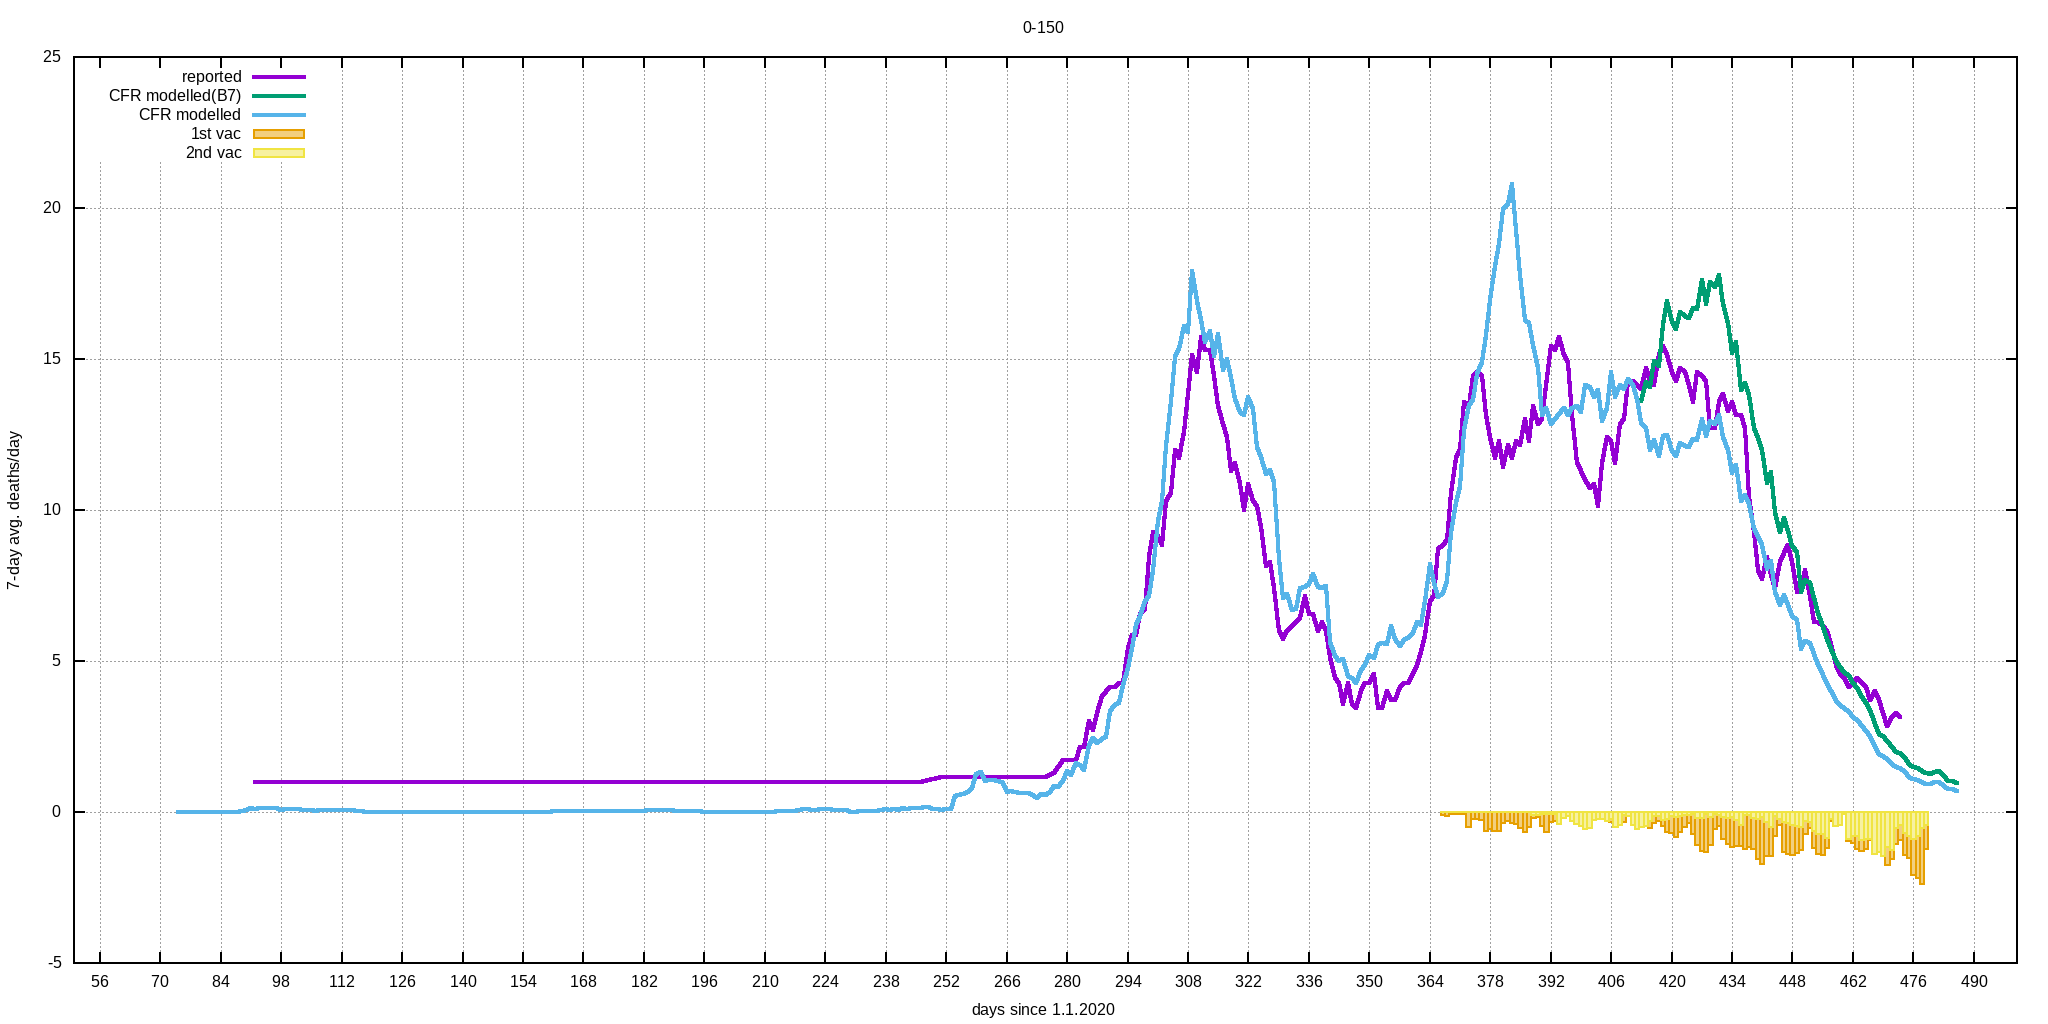 0-150
25
20
15
10
5
0
-5
7-day avg. deaths/day
reported
CFR modelled(B7)
CFR modelled
1st vac
2nd vac
56 70 84 98 112 126 140 154 168 182 196 210 224 238 252 266 280 294 308 322 336 350 364 378 392 406 420 434 448 462 476 490
days since 1.1.2020